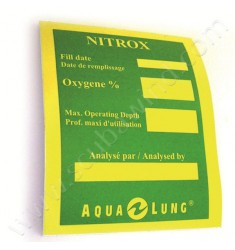 NITROX
Fill date
Date de remplissage
Oxygene %
Max. Operating Depth
Prof. maxi d'utilisation
Analysé par / Analysed by
AQUA LUNG®